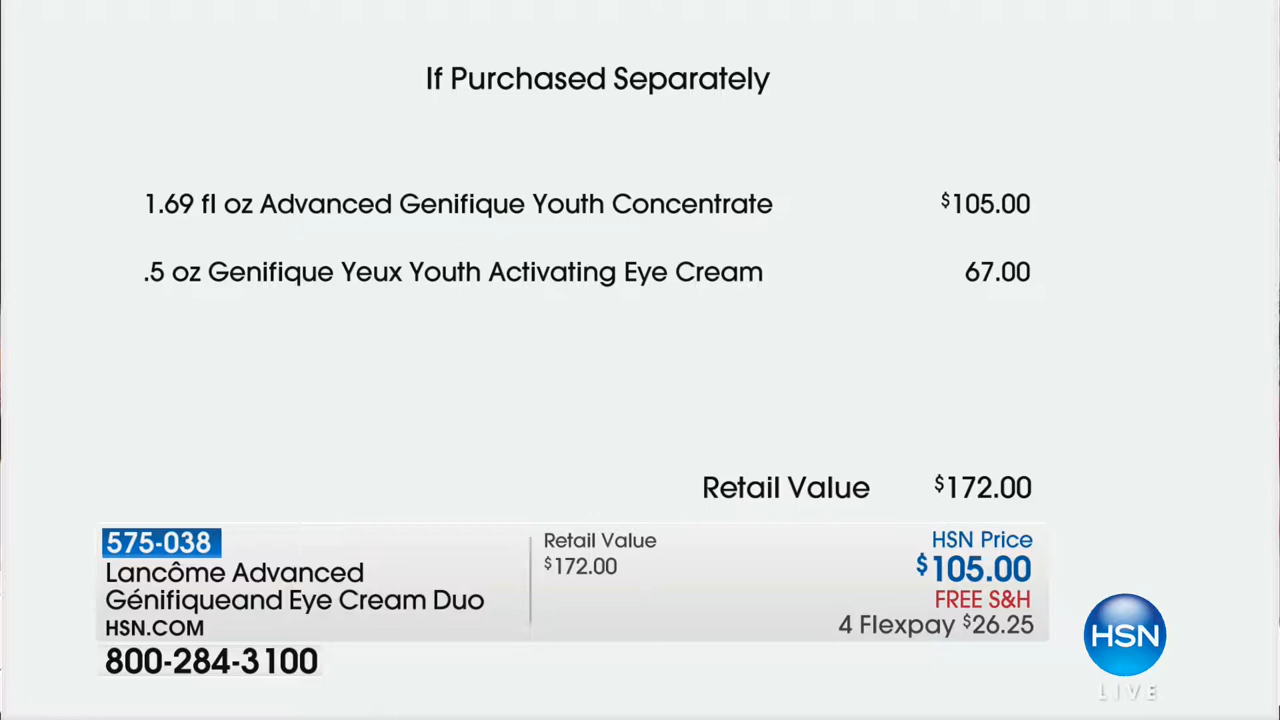 If Purchased Separately
1.69 fl oz Advanced Genifique Youth Concentrate $105.00
.5 oz Genifique Yeux Youth Activating Eye Cream 67.00
Retail Value $172.00
575-038
Lancôme Advanced
Génifiqueand Eye Cream Duo
HSN.COM
800-284-3100
Retail Value
$172.00
HSN Price
$105.00
FREE S&H
4 Flexpay $26.25
HSN
LIVE